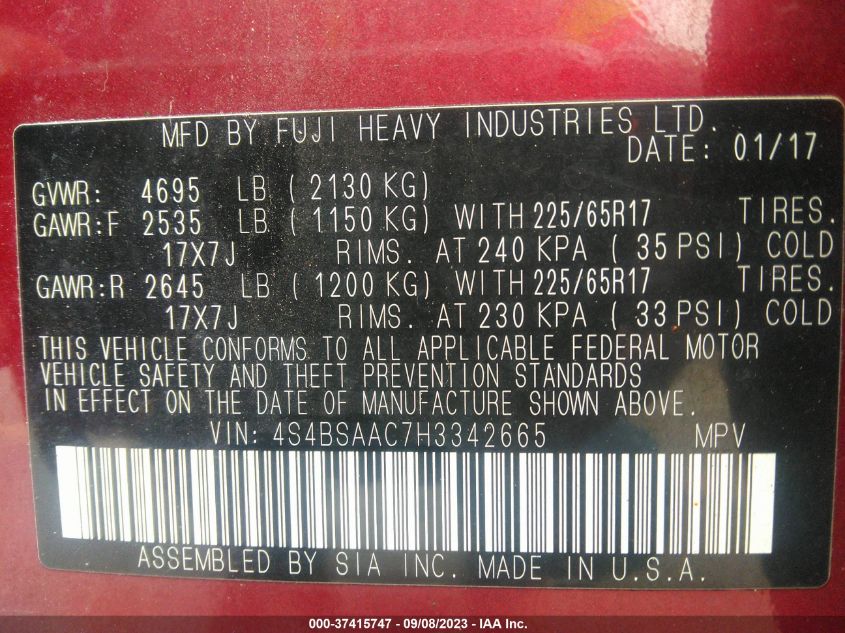 MFD BY FUJI HEAVY INDUSTRIES LTD.
DATE: 01/17
GVWR: 4695 LB ( 2130 KG)
GAWR:F 2535 LB ( 1150 KG) WITH 225/65R17 TIRES.
17X7J RIMS. AT 240 KPA ( 35 PSI) COLD
GAWR:R 2645 LB ( 1200 KG) WITH 225/65R17 TIRES.
17X7J RIMS. AT 230 KPA ( 33 PSI) COLD
THIS VEHICLE CONFORMS TO ALL APPLICABLE FEDERAL MOTOR
VEHICLE SAFETY AND THEFT PREVENTION STANDARDS
IN EFFECT ON THE DATE OF MANUFACTURE SHOWN ABOVE.
VIN: 4S4BSAAC7H3342665 MPV
ASSEMBLED BY SIA INC. MADE IN U.S.A.
000-37415747 - 09/08/2023 - IAA Inc.